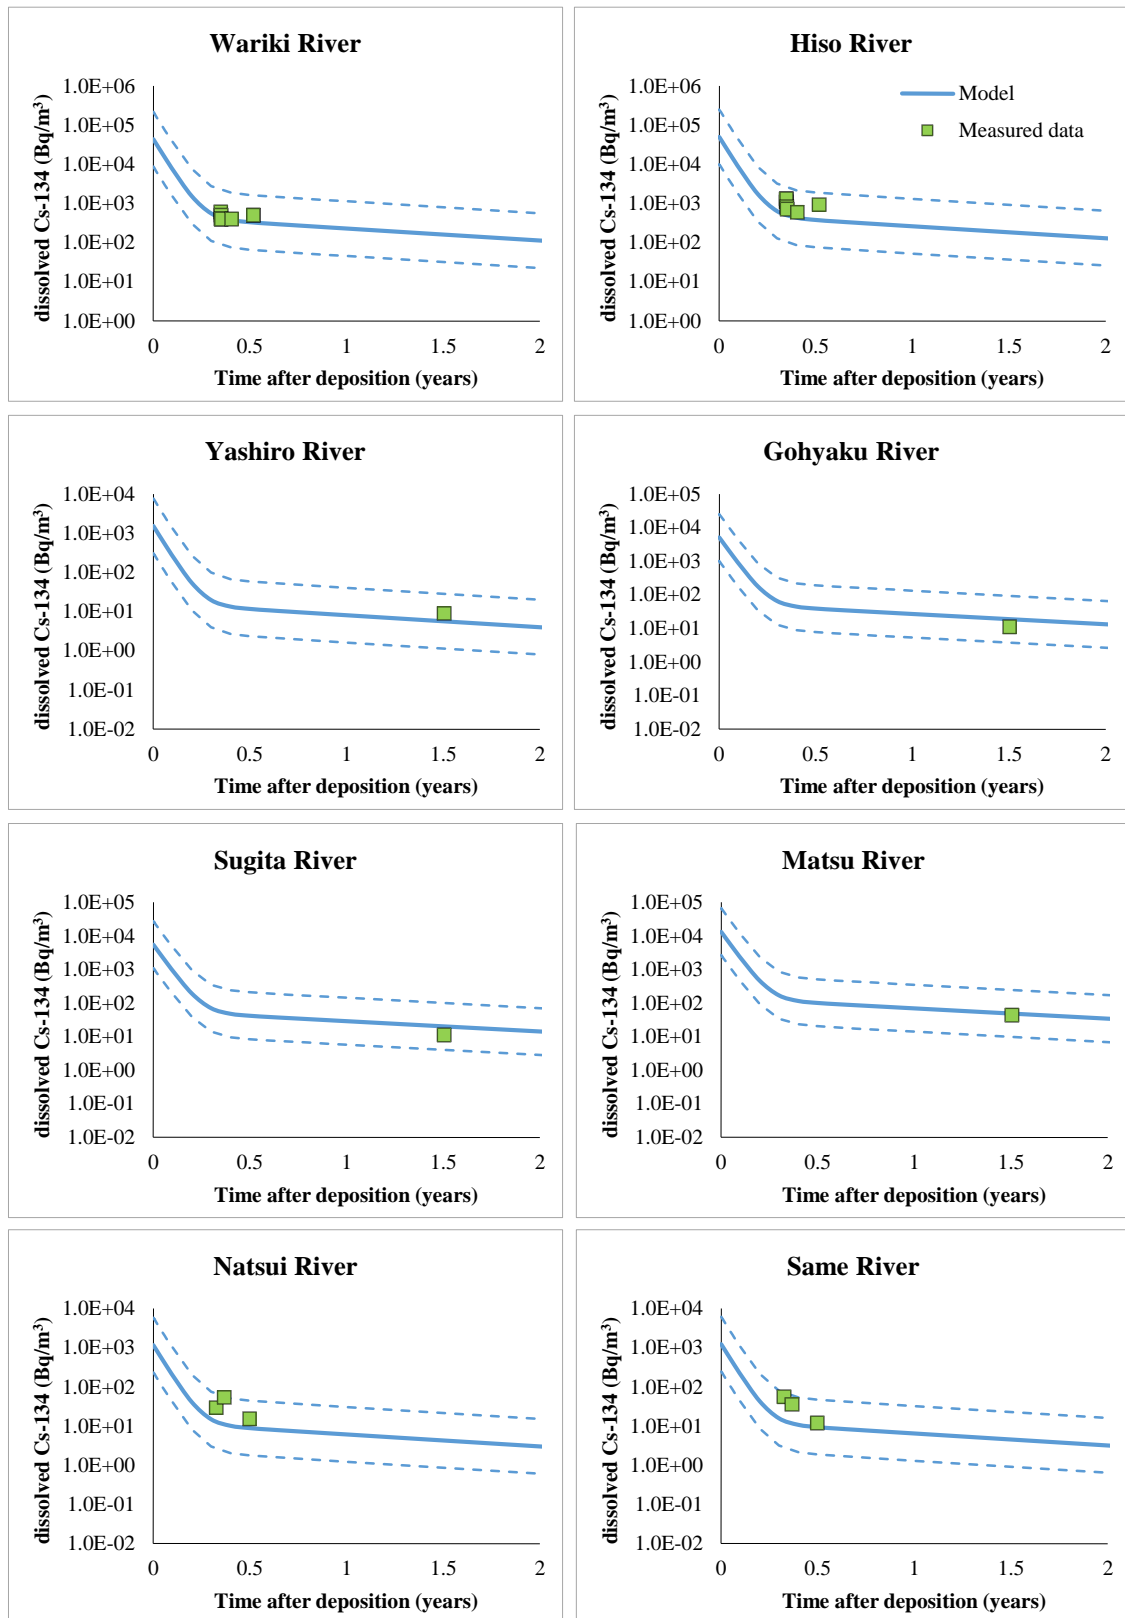 Wariki River
dissolved Cs-134 (Bq/m³)
1.0E+06
1.0E+05
1.0E+04
1.0E+03
1.0E+02
1.0E+01
1.0E+00
0 0.5 1 1.5 2
Time after deposition (years)
Hiso River
Model
Measured data
dissolved Cs-134 (Bq/m³)
1.0E+06
1.0E+05
1.0E+04
1.0E+03
1.0E+02
1.0E+01
1.0E+00
0 0.5 1 1.5 2
Time after deposition (years)
Yashiro River
dissolved Cs-134 (Bq/m³)
1.0E+04
1.0E+03
1.0E+02
1.0E+01
1.0E+00
1.0E-01
1.0E-02
0 0.5 1 1.5 2
Time after deposition (years)
Gohyaku River
dissolved Cs-134 (Bq/m³)
1.0E+05
1.0E+04
1.0E+03
1.0E+02
1.0E+01
1.0E+00
1.0E-01
1.0E-02
0 0.5 1 1.5 2
Time after deposition (years)
Sugita River
dissolved Cs-134 (Bq/m³)
1.0E+05
1.0E+04
1.0E+03
1.0E+02
1.0E+01
1.0E+00
1.0E-01
1.0E-02
0 0.5 1 1.5 2
Time after deposition (years)
Matsu River
dissolved Cs-134 (Bq/m³)
1.0E+05
1.0E+04
1.0E+03
1.0E+02
1.0E+01
1.0E+00
1.0E-01
1.0E-02
0 0.5 1 1.5 2
Time after deposition (years)
Natsui River
dissolved Cs-134 (Bq/m³)
1.0E+04
1.0E+03
1.0E+02
1.0E+01
1.0E+00
1.0E-01
1.0E-02
0 0.5 1 1.5 2
Time after deposition (years)
Same River
dissolved Cs-134 (Bq/m³)
1.0E+04
1.0E+03
1.0E+02
1.0E+01
1.0E+00
1.0E-01
1.0E-02
0 0.5 1 1.5 2
Time after deposition (years)